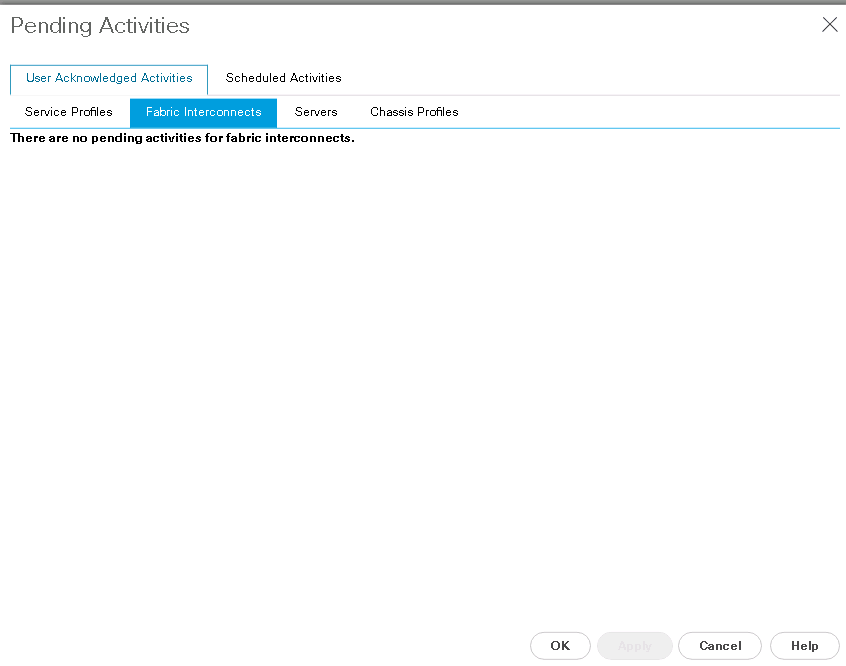 Pending Activities
User Acknowledged Activities Scheduled Activities
Service Profiles Fabric Interconnects Servers Chassis Profiles
There are no pending activities for fabric interconnects.
OK Apply Cancel Help